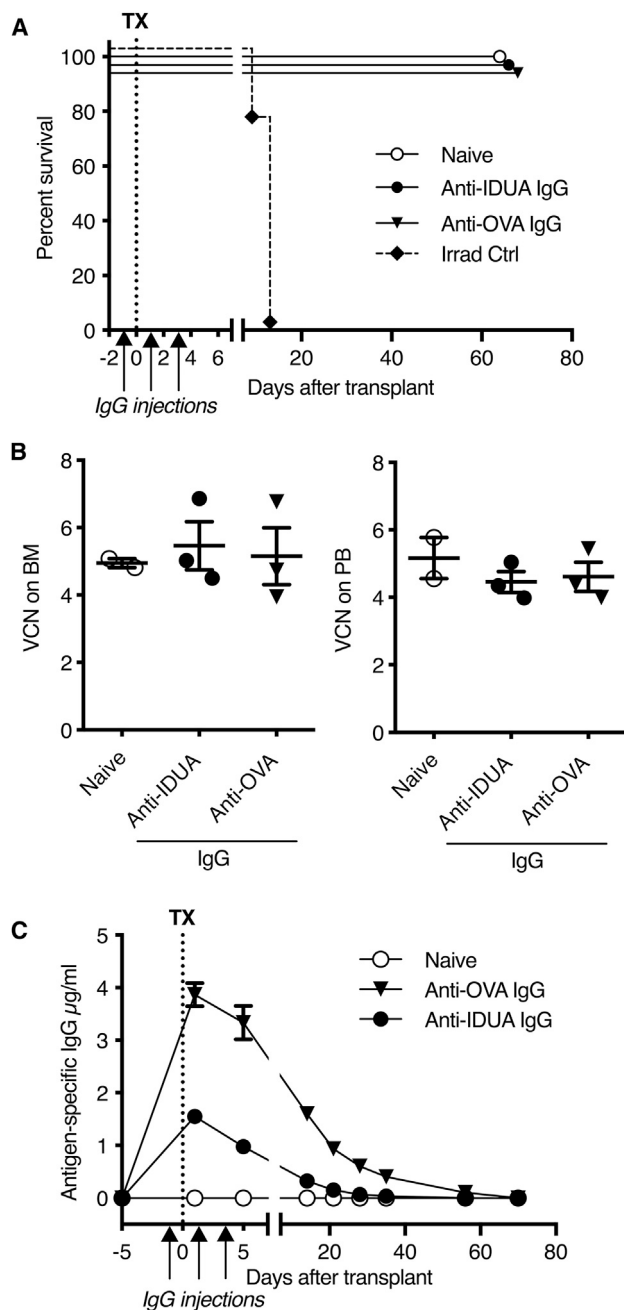 A
TX
100
80
60
40
20
0
Percent survival
Naive
Anti-IDUA IgG
Anti-OVA IgG
Irrad Ctrl
-2 0 2 4 6 20 40 60 80
Days after transplant
IgG injections
B
8
6
4
2
0
VCN on BM
Naive
Anti-IDUA
Anti-OVA
IgG
8
6
4
2
0
VCN on PB
Naive
Anti-IDUA
Anti-OVA
IgG
C
TX
5
4
3
2
1
0
Antigen-specific IgG µg/ml
Naive
Anti-OVA IgG
Anti-IDUA IgG
-5 0 5 20 40 60 80
Days after transplant
IgG injections